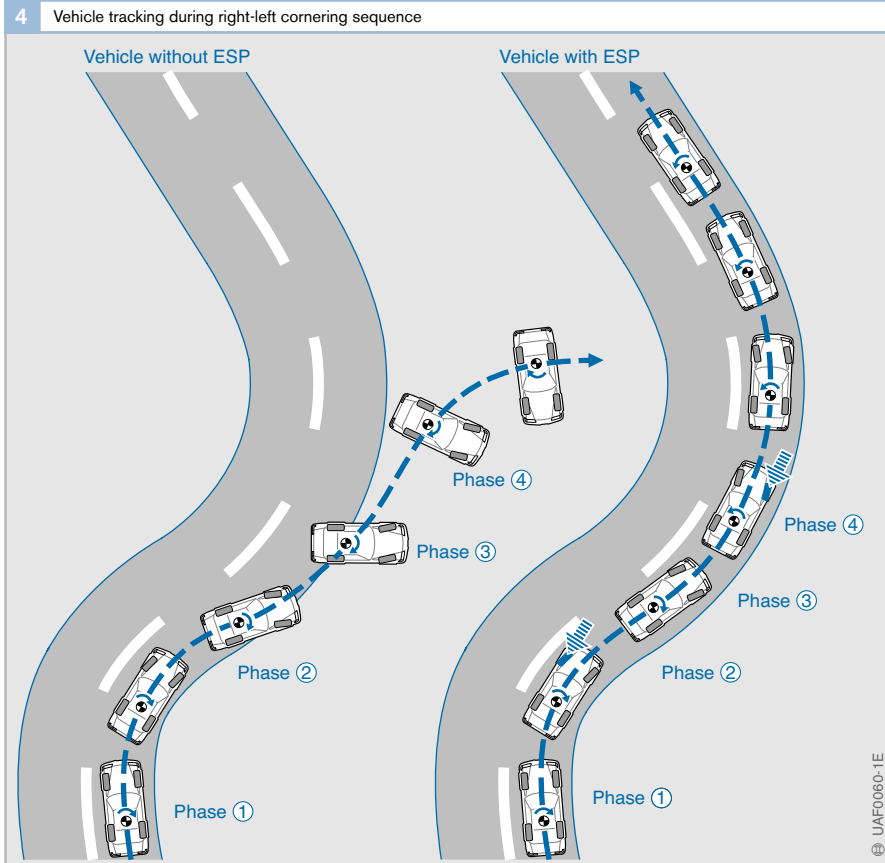 4 Vehicle tracking during right-left cornering sequence
Vehicle without ESP
Phase ④
Phase ③
Phase ②
Phase ①
Vehicle with ESP
Phase ④
Phase ③
Phase ②
Phase ①
UAF0060-1E